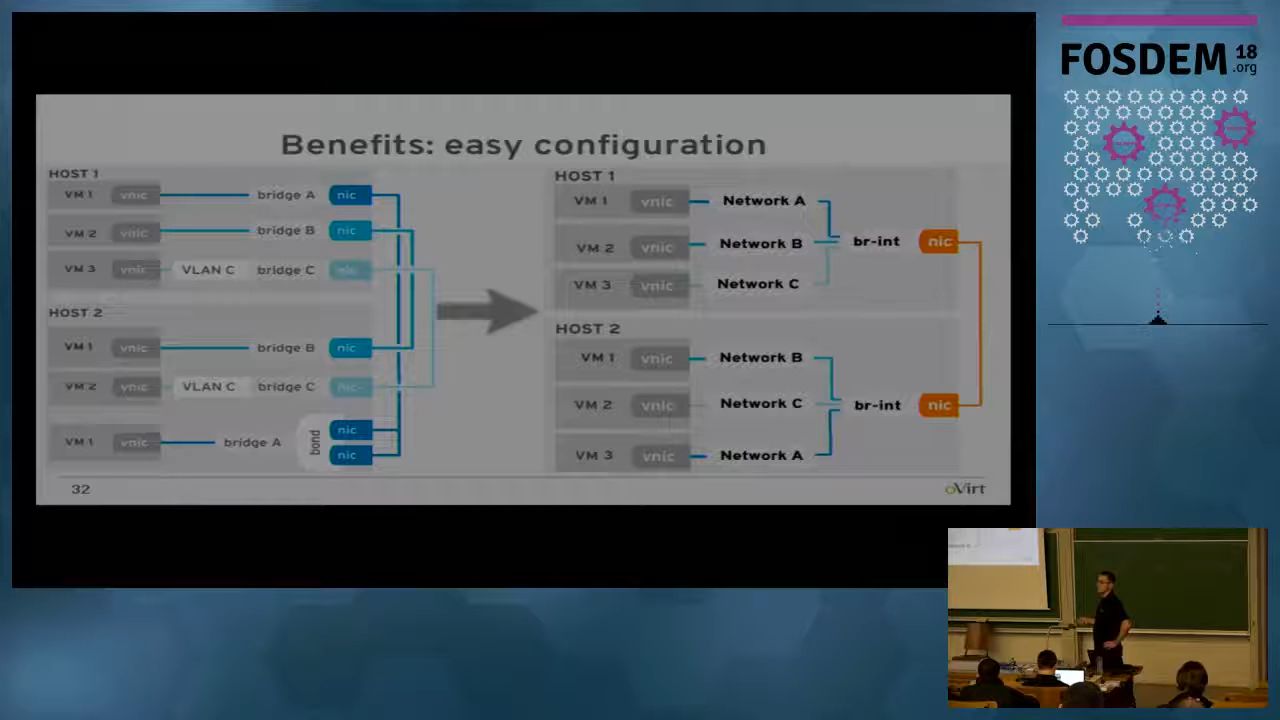 FOSDEM 18
.org
Benefits: easy configuration
HOST 1
VM 1 vnic bridge A nic
VM 2 vnic bridge B nic
VM 3 vnic VLAN C bridge C nic
HOST 2
VM 1 vnic bridge B nic
VM 2 vnic VLAN C bridge C nic
VM 1 vnic bridge A bond nic
nic
HOST 1
VM 1 vnic Network A
VM 2 vnic Network B br-int nic
VM 3 vnic Network C
HOST 2
VM 1 vnic Network B
VM 2 vnic Network C br-int nic
VM 3 vnic Network A
32
oVirt